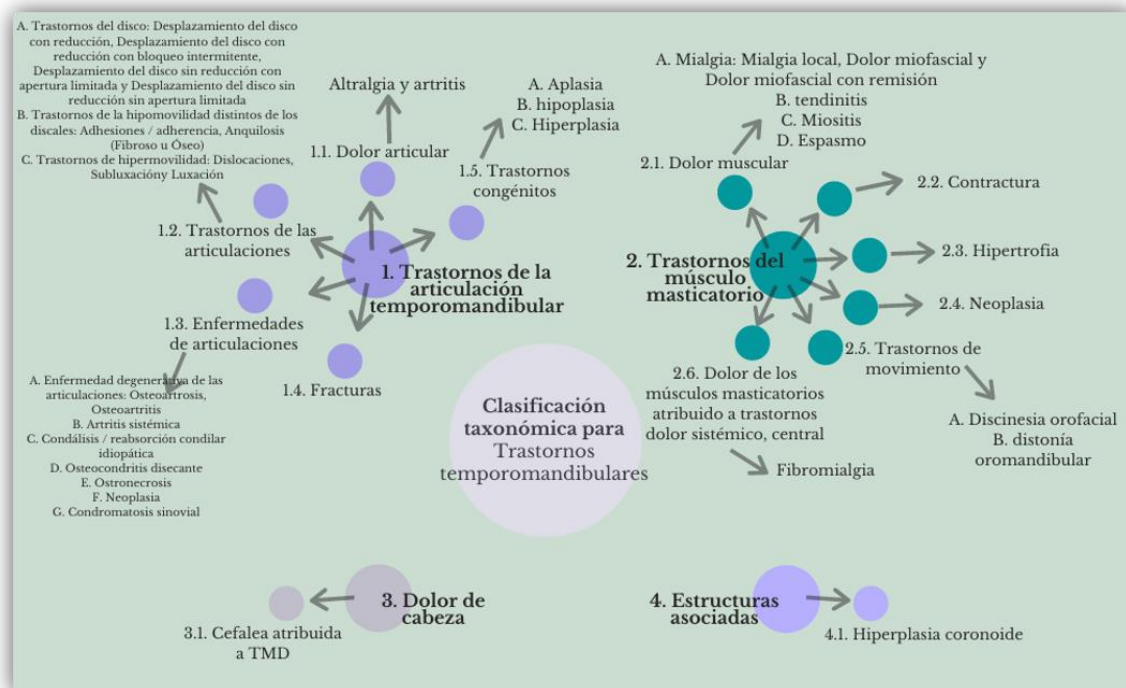 A. Trastornos del disco: Desplazamiento del disco
con reducción, Desplazamiento del disco con
reducción con bloqueo intermitente,
Desplazamiento del disco sin reducción con
apertura limitada y Desplazamiento del disco sin
reducción sin apertura limitada
B. Trastornos de la hipomovilidad distintos de los
discales: Adhesiones / adherencia, Anquilosis
(Fibroso u Óseo)
C. Trastornos de hipermovilidad: Dislocaciones,
Subluxacióny Luxación
Altralgia y artritis
A. Aplasia
B. hipoplasia
C. Hiperplasia
1.1. Dolor articular
1.5. Trastornos
congénitos
1.2. Trastornos de las
articulaciones
1. Trastornos de la
articulación
temporomandibular
1.3. Enfermedades
de articulaciones
1.4. Fracturas
A. Enfermedad degenerativa de las
articulaciones: Osteoartrosis,
Osteoartritis
B. Artritis sistémica
C. Condálisis / reabsorción condilar
idiopática
D. Osteocondritis disecante
E. Ostronecrosis
F. Neoplasia
G. Condromatosis sinovial
A. Mialgia: Mialgia local, Dolor miofascial y
Dolor miofascial con remisión
B. tendinitis
C. Miositis
D. Espasmo
2.1. Dolor muscular
2.2. Contractura
2. Trastornos del
músculo
masticatorio
2.3. Hipertrofia
2.4. Neoplasia
2.5. Trastornos de
movimiento
2.6. Dolor de los
músculos masticatorios
atribuido a trastornos
dolor sistémico, central
A. Discinesia orofacial
B. distonía
oromandibular
Fibromialgia
Clasificación
taxonómica para
Trastornos
temporomandibulares
3. Dolor de
cabeza
3.1. Cefalea atribuida
a TMD
4. Estructuras
asociadas
4.1. Hiperplasia coronoide